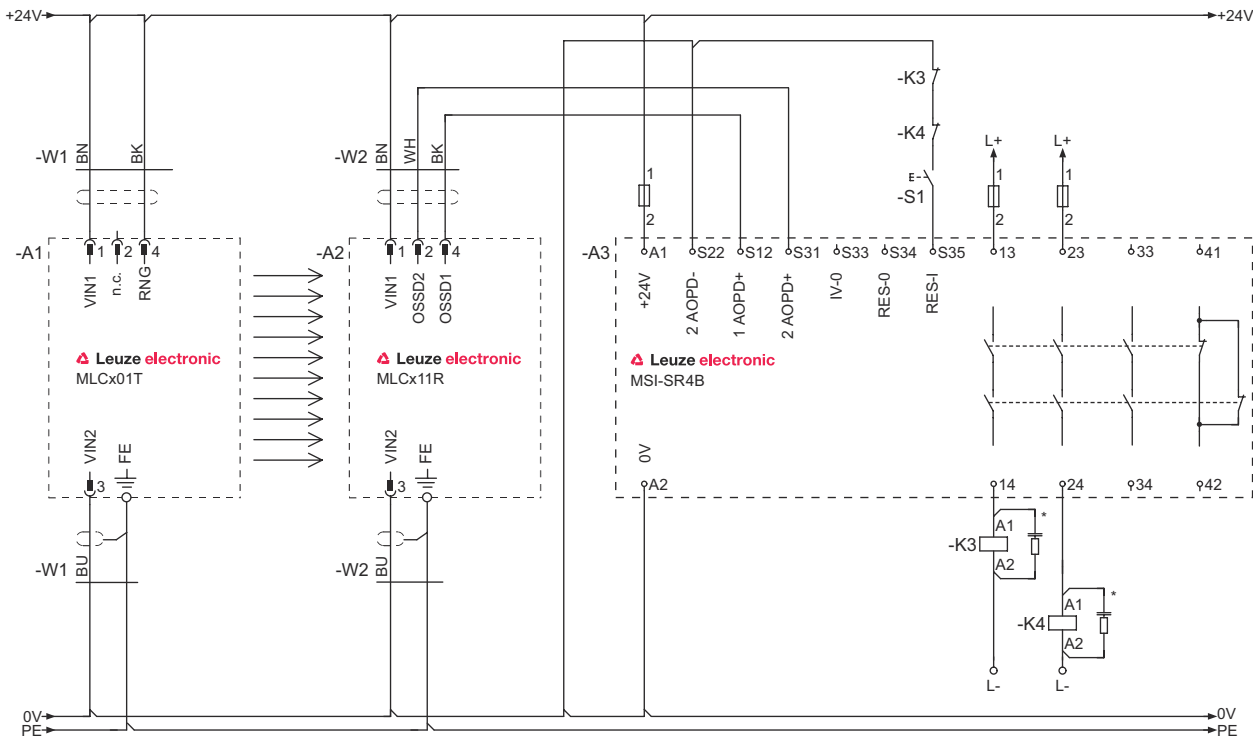 +24V +24V
-K3
-K4
-S1
E
L+ L+
-W1 BN BK
-W2 BN WH BK
1 1 1
2 2 2
-A1 1 2 4
-A2 1 2 4
-A3 A1 S22 S12 S31 S33 S34 S35 13 23 33 41
VIN1 n.c. RNG
VIN1 OSSD2 OSSD1
+24V 2 AOPD- 1 AOPD+ 2 AOPD+ IV-0 RES-0 RES-I
Leuze electronic
MLCx01T
Leuze electronic
MLCx11R
Leuze electronic
MSI-SR4B
VIN2 FE
VIN2 FE
0V
3 3 A2 14 24 34 42
-K3 A1 *
A2
-W1 BU
-W2 BU
-K4 A1 *
A2
L- L-
0V 0V
PE PE